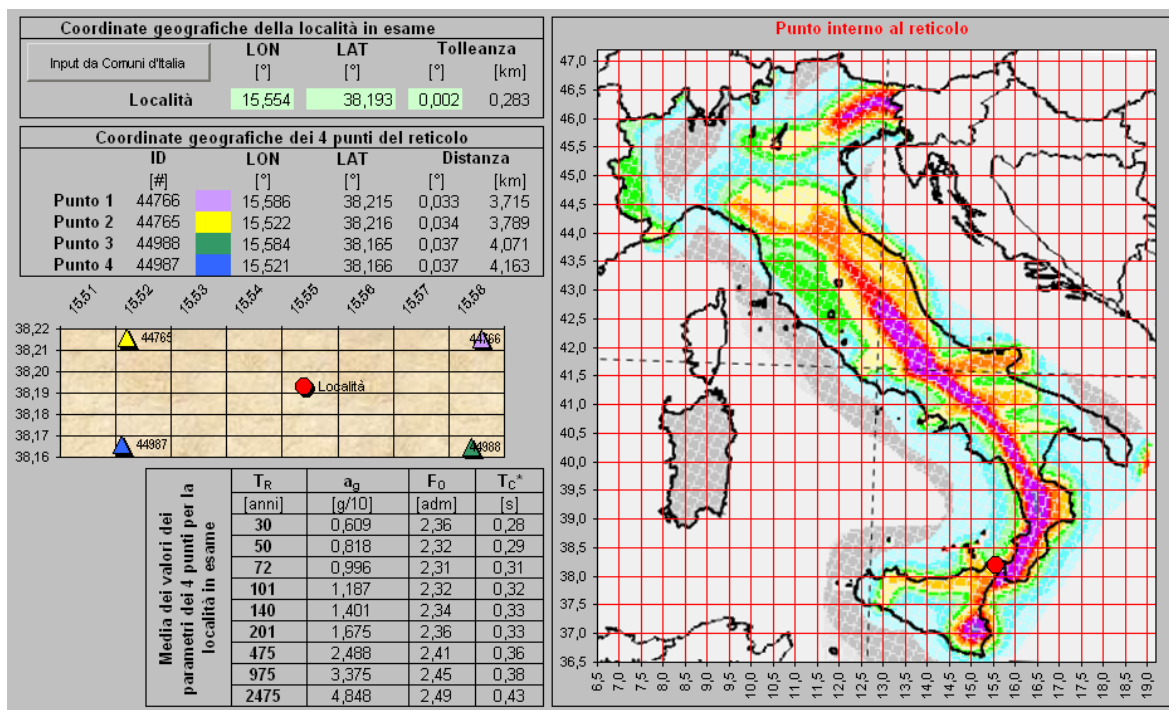 Coordinate geografiche della località in esame
Input da Comuni d'Italia
LON LAT Tolleanza
[°] [°] [°] [km]
Località 15,554 38,193 0,002 0,283
Coordinate geografiche dei 4 punti del reticolo
ID LON LAT Distanza
[#] [°] [°] [°] [km]
Punto 1 44766 15,586 38,215 0,033 3,715
Punto 2 44765 15,522 38,216 0,034 3,789
Punto 3 44988 15,584 38,165 0,037 4,071
Punto 4 44987 15,521 38,166 0,037 4,163
15,51 15,52 15,53 15,54 15,55 15,56 15,57 15,58
38,22
38,21
38,20
38,19
38,18
38,17
38,16
44765 44766
Località
44987 44988
Media dei valori dei
parametri dei 4 punti per la
località in esame
TR ag F0 TC*
[anni] [g/10] [adm] [s]
30 0,609 2,36 0,28
50 0,818 2,32 0,29
72 0,996 2,31 0,31
101 1,187 2,32 0,32
140 1,401 2,34 0,33
201 1,675 2,36 0,33
475 2,488 2,41 0,36
975 3,375 2,45 0,38
2475 4,848 2,49 0,43
Punto interno al reticolo
47,0
46,5
46,0
45,5
45,0
44,5
44,0
43,5
43,0
42,5
42,0
41,5
41,0
40,5
40,0
39,5
39,0
38,5
38,0
37,5
37,0
36,5
6,5 7,0 7,5 8,0 8,5 9,0 9,5 10,0 10,5 11,0 11,5 12,0 12,5 13,0 13,5 14,0 14,5 15,0 15,5 16,0 16,5 17,0 17,5 18,0 18,5 19,0